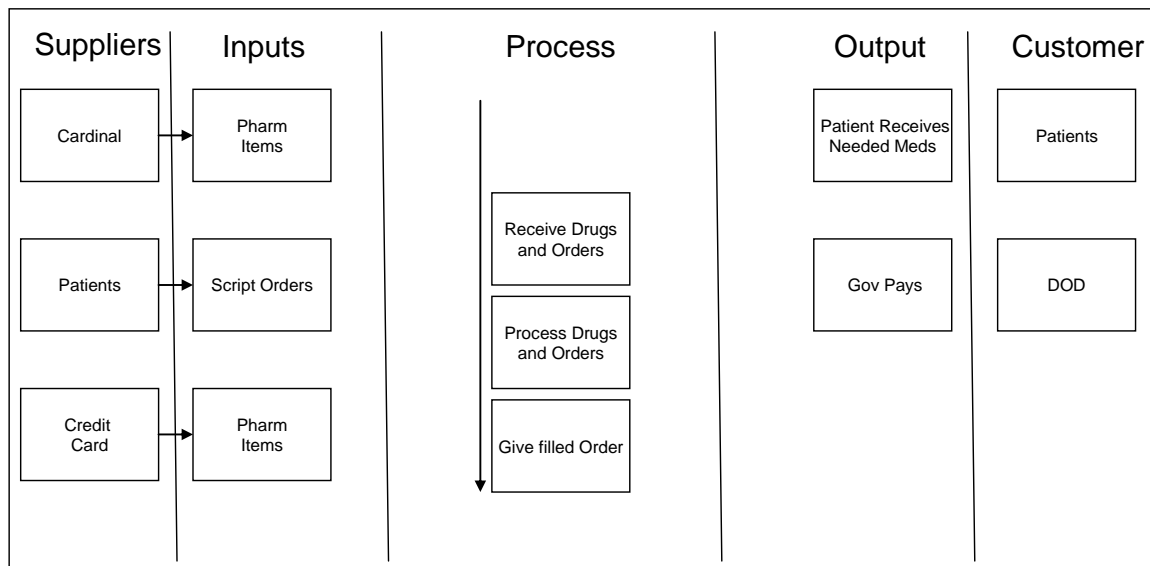 Suppliers
Inputs
Process
Output
Customer
Cardinal
Pharm
Items
Patient Receives
Needed Meds
Patients
Receive Drugs
and Orders
Patients
Script Orders
Gov Pays
DOD
Process Drugs
and Orders
Credit
Card
Pharm
Items
Give filled Order